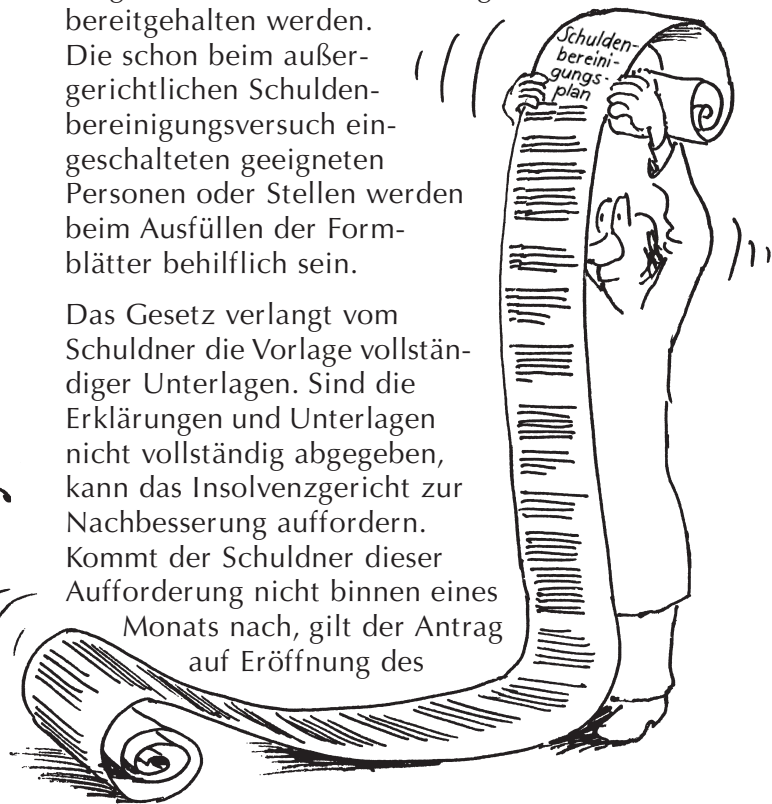 bereitgehalten werden.
Die schon beim außer-
gerichtlichen Schulden-
bereinigungsversuch ein-
geschalteten geeigneten
Personen oder Stellen werden
beim Ausfüllen der Form-
blätter behilflich sein.
Das Gesetz verlangt vom
Schuldner die Vorlage vollstän-
diger Unterlagen. Sind die
Erklärungen und Unterlagen
nicht vollständig abgegeben,
kann das Insolvenzgericht zur
Nachbesserung auffordern.
Kommt der Schuldner dieser
Aufforderung nicht binnen eines
Monats nach, gilt der Antrag
auf Eröffnung des
Schulden-
bereini-
gungs-
plan